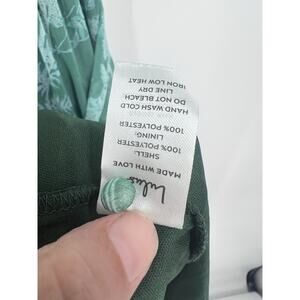 Lulus
MADE WITH LOVE
SHELL:
100% POLYESTER
LINING:
100% POLYESTER
HAND WASH COLD
DO NOT BLEACH
LINE DRY
IRON LOW HEAT